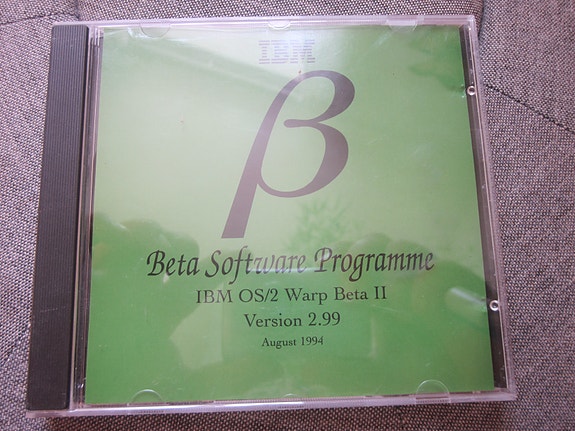 IBM
β
Beta Software Programme
IBM OS/2 Warp Beta II
Version 2.99
August 1994